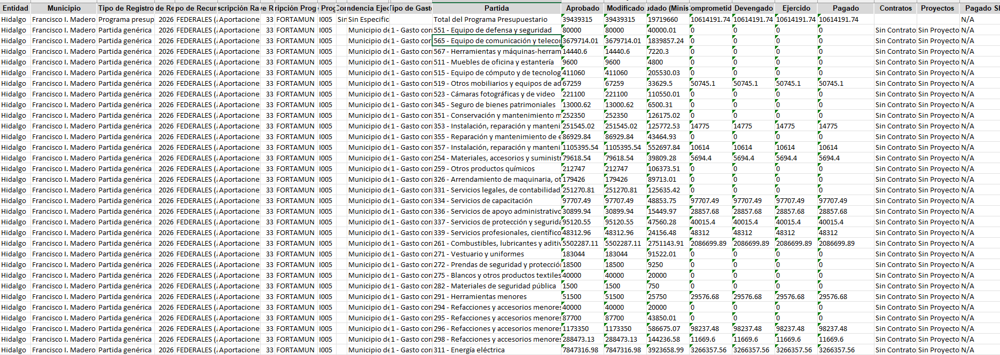 Entidad Municipio Tipo de Registro de Re po de Recur scripción Ra ve R ripción Prog Prog Con ndencia Ejec Tipo de Gasto Partida Aprobado Modificado udado (Minis Comprometid Devengado Ejercido Pagado Contratos Proyectos Pagado SH
Hidalgo Francisco I. Madero Programa presup 2026 FEDERALES (A Aportacione 33 FORTAMUN I005 Sin Sin Especifica Total del Programa Presupuestario 39439315 39439315 19719660 10614191.74 10614191.74 10614191.74 10614191.74 N/A
Hidalgo Francisco I. Madero Partida genérica 2026 FEDERALES (A Aportacione 33 FORTAMUN I005 Municipio de 1 - Gasto corr 551 - Equipo de defensa y seguridad 80000 80000 40000.01 0 0 0 0 Sin Contrato Sin Proyecto N/A
Hidalgo Francisco I. Madero Partida genérica 2026 FEDERALES (A Aportacione 33 FORTAMUN I005 Municipio de 1 - Gasto corr 565 - Equipo de comunicación y telecor 3679714.01 3679714.01 1839857.24 0 0 0 0 Sin Contrato Sin Proyecto N/A
Hidalgo Francisco I. Madero Partida genérica 2026 FEDERALES (A Aportacione 33 FORTAMUN I005 Municipio de 1 - Gasto corr 567 - Herramientas y máquinas-herram 14440.6 14440.6 7220.3 0 0 0 0 Sin Contrato Sin Proyecto N/A
Hidalgo Francisco I. Madero Partida genérica 2026 FEDERALES (A Aportacione 33 FORTAMUN I005 Municipio de 1 - Gasto corr 511 - Muebles de oficina y estantería 9600 9600 4800 0 0 0 0 Sin Contrato Sin Proyecto N/A
Hidalgo Francisco I. Madero Partida genérica 2026 FEDERALES (A Aportacione 33 FORTAMUN I005 Municipio de 1 - Gasto corr 515 - Equipo de cómputo y de tecnolog 411060 411060 205530.03 0 0 0 0 Sin Contrato Sin Proyecto N/A
Hidalgo Francisco I. Madero Partida genérica 2026 FEDERALES (A Aportacione 33 FORTAMUN I005 Municipio de 1 - Gasto corr 519 - Otros mobiliarios y equipos de ad 67259 67259 33629.5 50745.1 50745.1 50745.1 50745.1 Sin Contrato Sin Proyecto N/A
Hidalgo Francisco I. Madero Partida genérica 2026 FEDERALES (A Aportacione 33 FORTAMUN I005 Municipio de 1 - Gasto corr 523 - Cámaras fotográficas y de video 221100 221100 110550.01 0 0 0 0 Sin Contrato Sin Proyecto N/A
Hidalgo Francisco I. Madero Partida genérica 2026 FEDERALES (A Aportacione 33 FORTAMUN I005 Municipio de 1 - Gasto corr 345 - Seguro de bienes patrimoniales 13000.62 13000.62 6500.31 0 0 0 0 Sin Contrato Sin Proyecto N/A
Hidalgo Francisco I. Madero Partida genérica 2026 FEDERALES (A Aportacione 33 FORTAMUN I005 Municipio de 1 - Gasto corr 351 - Conservación y mantenimiento m 252350 252350 126175.02 0 0 0 0 Sin Contrato Sin Proyecto N/A
Hidalgo Francisco I. Madero Partida genérica 2026 FEDERALES (A Aportacione 33 FORTAMUN I005 Municipio de 1 - Gasto corr 353 - Instalación, reparación y manteni 251545.02 251545.02 125772.53 14775 14775 14775 14775 Sin Contrato Sin Proyecto N/A
Hidalgo Francisco I. Madero Partida genérica 2026 FEDERALES (A Aportacione 33 FORTAMUN I005 Municipio de 1 - Gasto corr 355 - Reparación y mantenimiento de e 86929.84 86929.84 43464.93 0 0 0 0 Sin Contrato Sin Proyecto N/A
Hidalgo Francisco I. Madero Partida genérica 2026 FEDERALES (A Aportacione 33 FORTAMUN I005 Municipio de 1 - Gasto corr 357 - Instalación, reparación y manteni 1105395.54 1105395.54 552697.84 10614 10614 10614 10614 Sin Contrato Sin Proyecto N/A
Hidalgo Francisco I. Madero Partida genérica 2026 FEDERALES (A Aportacione 33 FORTAMUN I005 Municipio de 1 - Gasto corr 254 - Materiales, accesorios y suministr 79618.54 79618.54 39809.28 5694.4 5694.4 5694.4 5694.4 Sin Contrato Sin Proyecto N/A
Hidalgo Francisco I. Madero Partida genérica 2026 FEDERALES (A Aportacione 33 FORTAMUN I005 Municipio de 1 - Gasto corr 259 - Otros productos químicos 212747 212747 106373.51 0 0 0 0 Sin Contrato Sin Proyecto N/A
Hidalgo Francisco I. Madero Partida genérica 2026 FEDERALES (A Aportacione 33 FORTAMUN I005 Municipio de 1 - Gasto corr 326 - Arrendamiento de maquinaria, ot 179426 179426 89713.01 0 0 0 0 Sin Contrato Sin Proyecto N/A
Hidalgo Francisco I. Madero Partida genérica 2026 FEDERALES (A Aportacione 33 FORTAMUN I005 Municipio de 1 - Gasto corr 331 - Servicios legales, de contabilidad 251270.81 251270.81 125635.42 0 0 0 0 Sin Contrato Sin Proyecto N/A
Hidalgo Francisco I. Madero Partida genérica 2026 FEDERALES (A Aportacione 33 FORTAMUN I005 Municipio de 1 - Gasto corr 334 - Servicios de capacitación 97707.49 97707.49 48853.75 97707.49 97707.49 97707.49 97707.49 Sin Contrato Sin Proyecto N/A
Hidalgo Francisco I. Madero Partida genérica 2026 FEDERALES (A Aportacione 33 FORTAMUN I005 Municipio de 1 - Gasto corr 336 - Servicios de apoyo administrativo 30899.94 30899.94 15449.97 28857.68 28857.68 28857.68 28857.68 Sin Contrato Sin Proyecto N/A
Hidalgo Francisco I. Madero Partida genérica 2026 FEDERALES (A Aportacione 33 FORTAMUN I005 Municipio de 1 - Gasto corr 337 - Servicios de protección y segurida 95120.55 95120.55 47560.28 40015.4 40015.4 40015.4 40015.4 Sin Contrato Sin Proyecto N/A
Hidalgo Francisco I. Madero Partida genérica 2026 FEDERALES (A Aportacione 33 FORTAMUN I005 Municipio de 1 - Gasto corr 339 - Servicios profesionales, científico 48312.96 48312.96 24156.48 48312 48312 48312 48312 Sin Contrato Sin Proyecto N/A
Hidalgo Francisco I. Madero Partida genérica 2026 FEDERALES (A Aportacione 33 FORTAMUN I005 Municipio de 1 - Gasto corr 261 - Combustibles, lubricantes y aditiv 5502287.11 5502287.11 2751143.91 2086699.89 2086699.89 2086699.89 2086699.89 Sin Contrato Sin Proyecto N/A
Hidalgo Francisco I. Madero Partida genérica 2026 FEDERALES (A Aportacione 33 FORTAMUN I005 Municipio de 1 - Gasto corr 271 - Vestuario y uniformes 183044 183044 91522.01 0 0 0 0 Sin Contrato Sin Proyecto N/A
Hidalgo Francisco I. Madero Partida genérica 2026 FEDERALES (A Aportacione 33 FORTAMUN I005 Municipio de 1 - Gasto corr 272 - Prendas de seguridad y protección 18500 18500 9250 0 0 0 0 Sin Contrato Sin Proyecto N/A
Hidalgo Francisco I. Madero Partida genérica 2026 FEDERALES (A Aportacione 33 FORTAMUN I005 Municipio de 1 - Gasto corr 275 - Blancos y otros productos textiles 40000 40000 20000 0 0 0 0 Sin Contrato Sin Proyecto N/A
Hidalgo Francisco I. Madero Partida genérica 2026 FEDERALES (A Aportacione 33 FORTAMUN I005 Municipio de 1 - Gasto corr 282 - Materiales de seguridad pública 1500 1500 750 0 0 0 0 Sin Contrato Sin Proyecto N/A
Hidalgo Francisco I. Madero Partida genérica 2026 FEDERALES (A Aportacione 33 FORTAMUN I005 Municipio de 1 - Gasto corr 291 - Herramientas menores 51500 51500 25750 29576.68 29576.68 29576.68 29576.68 Sin Contrato Sin Proyecto N/A
Hidalgo Francisco I. Madero Partida genérica 2026 FEDERALES (A Aportacione 33 FORTAMUN I005 Municipio de 1 - Gasto corr 294 - Refacciones y accesorios menores 40000 40000 20000 0 0 0 0 Sin Contrato Sin Proyecto N/A
Hidalgo Francisco I. Madero Partida genérica 2026 FEDERALES (A Aportacione 33 FORTAMUN I005 Municipio de 1 - Gasto corr 295 - Refacciones y accesorios menores 87700 87700 43850.01 0 0 0 0 Sin Contrato Sin Proyecto N/A
Hidalgo Francisco I. Madero Partida genérica 2026 FEDERALES (A Aportacione 33 FORTAMUN I005 Municipio de 1 - Gasto corr 296 - Refacciones y accesorios menores 1173350 1173350 586675.07 98237.48 98237.48 98237.48 98237.48 Sin Contrato Sin Proyecto N/A
Hidalgo Francisco I. Madero Partida genérica 2026 FEDERALES (A Aportacione 33 FORTAMUN I005 Municipio de 1 - Gasto corr 298 - Refacciones y accesorios menores 288473.13 288473.13 144236.58 11669.6 11669.6 11669.6 11669.6 Sin Contrato Sin Proyecto N/A
Hidalgo Francisco I. Madero Partida genérica 2026 FEDERALES (A Aportacione 33 FORTAMUN I005 Municipio de 1 - Gasto corr 311 - Energía eléctrica 7847316.98 7847316.98 3923658.99 3266357.56 3266357.56 3266357.56 3266357.56 Sin Contrato Sin Proyecto N/A